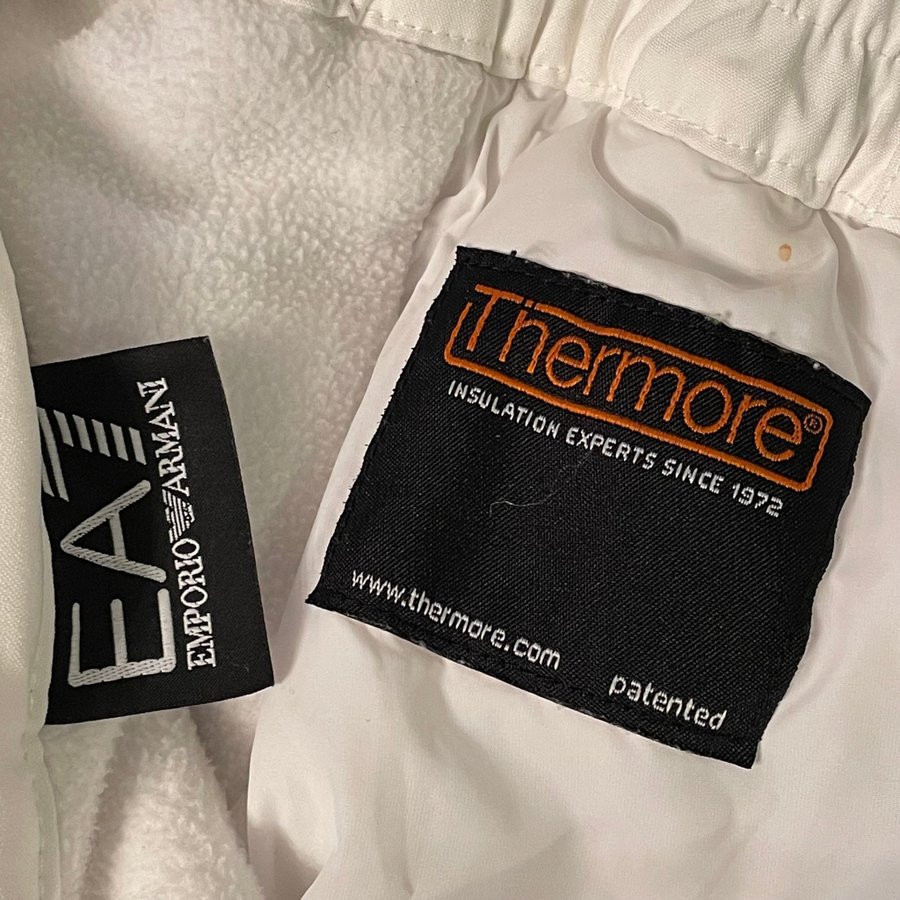 EA7
EMPORIO ARMANI
Thermore®
INSULATION EXPERTS SINCE 1972
www.thermore.com
patented